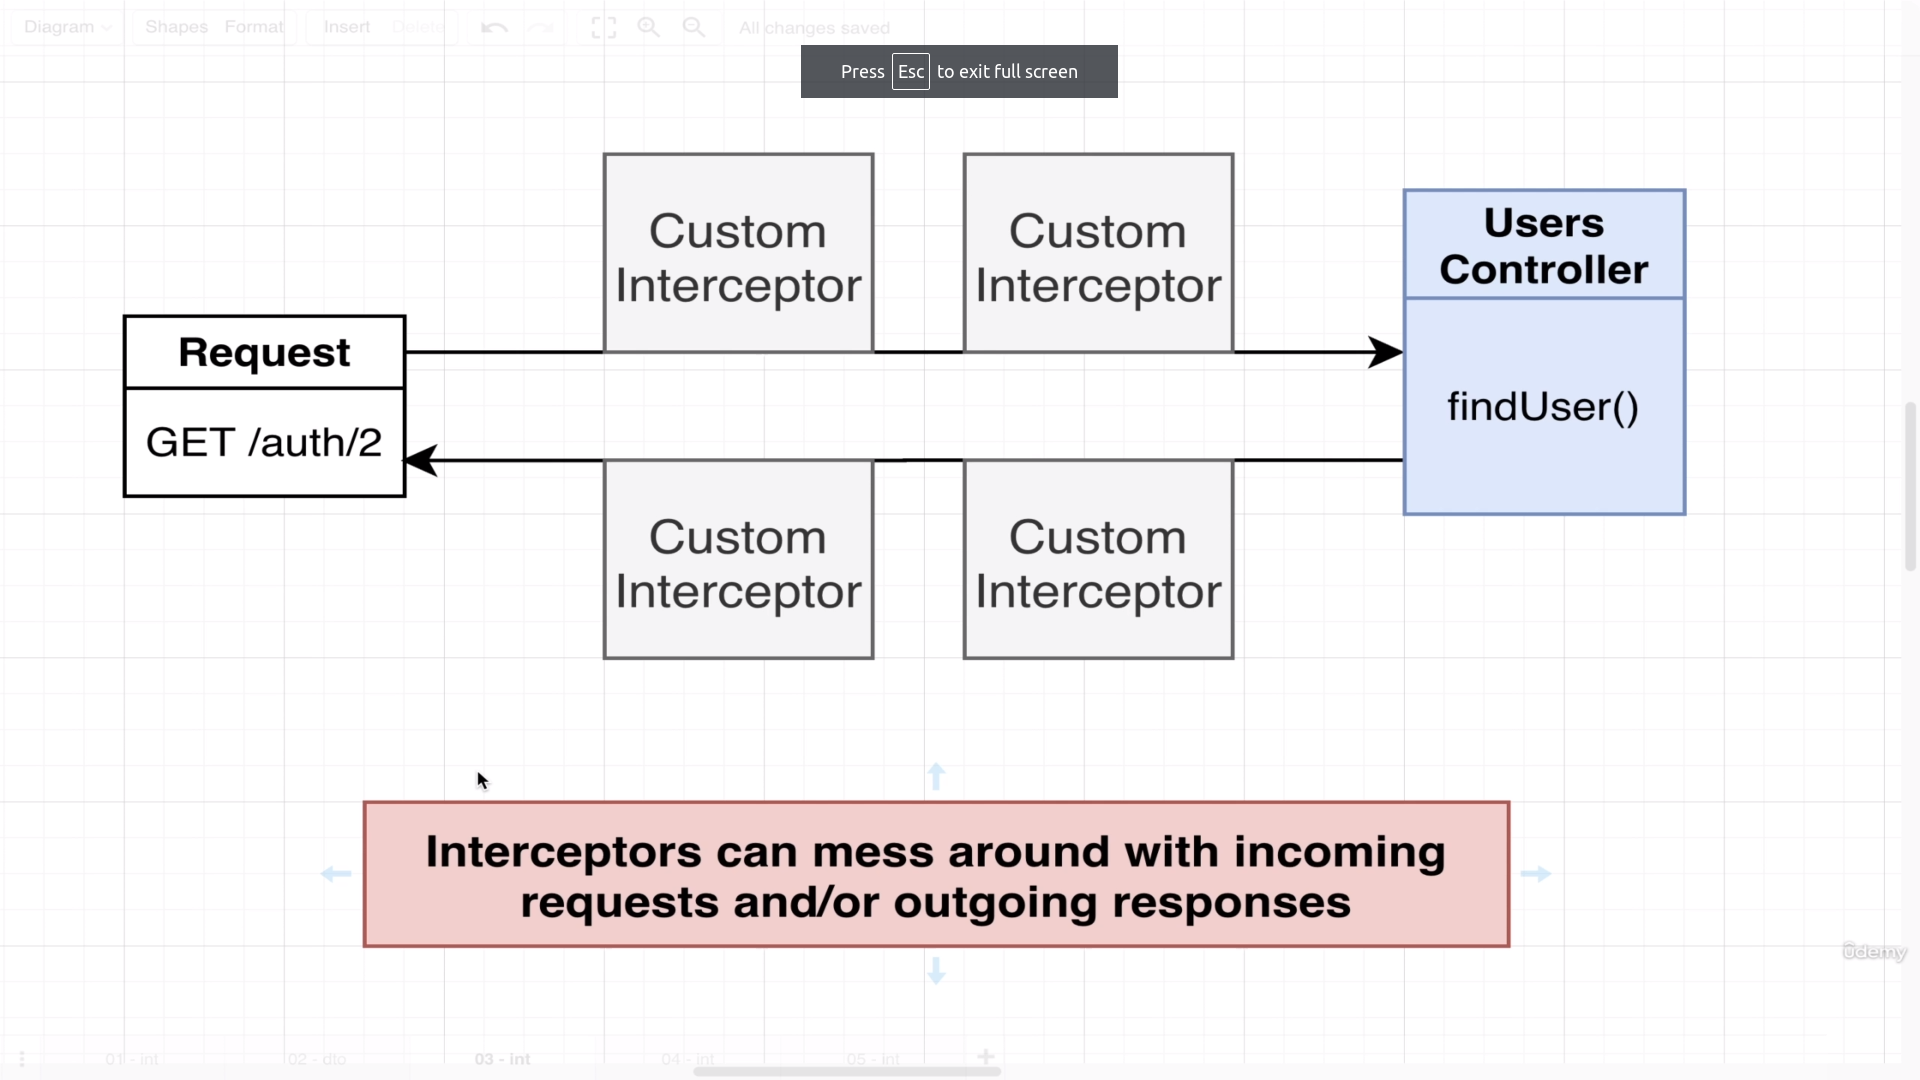 Diagram Shapes Format Insert Delete All changes saved
Press Esc to exit full screen
Custom
Interceptor
Custom
Interceptor
Users
Controller
findUser()
Request
GET /auth/2
Custom
Interceptor
Custom
Interceptor
Interceptors can mess around with incoming
requests and/or outgoing responses
ûdemy
01 - int 02 - dto 03 - int 04 - int 05 - int